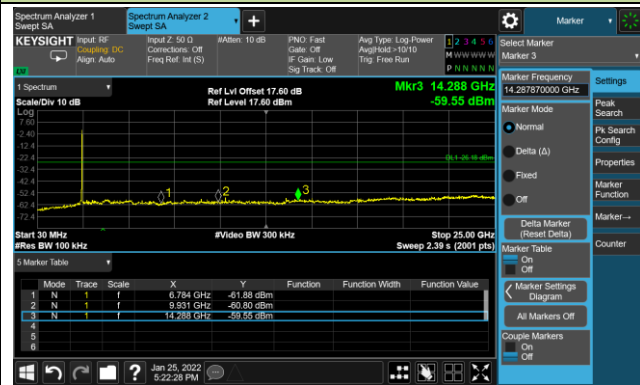 Spectrum Analyzer 1
Swept SA
Spectrum Analyzer 2
Swept SA
+
Marker
KEYSIGHT
Input: RF
Coupling: DC
Align: Auto
Input Z: 50 Ω
Corrections: Off
Freq Ref: Int (S)
#Atten: 10 dB
PNO: Fast
Gate: Off
IF Gain: Low
Sig Track: Off
Avg Type: Log-Power
Avg|Hold:>10/10
Trig: Free Run
1 2 3 4 5 6
M W W W W W
P N N N N N
Select Marker
Marker 3
1 Spectrum
Scale/Div 10 dB
Log
Ref Lvl Offset 17.60 dB
Ref Level 17.60 dBm
Mkr3 14.288 GHz
-59.55 dBm
7.60
-2.40
-12.4
-22.4
-32.4
-42.4
-52.4
-62.4
-72.4
DL1 -26.18 dBm
1
2
3
Start 30 MHz
#Video BW 300 kHz
Stop 25.00 GHz
#Res BW 100 kHz
Sweep 2.39 s (2001 pts)
5 Marker Table
Mode Trace Scale X Y Function Function Width Function Value
1 N 1 f 6.784 GHz -61.88 dBm
2 N 1 f 9.931 GHz -60.80 dBm
3 N 1 f 14.288 GHz -59.55 dBm
4
5
6
Marker Frequency
14.287870000 GHz
Marker Mode
Normal
Delta (Δ)
Fixed
Off
Delta Marker
(Reset Delta)
Marker Table
On
Off
Marker Settings
Diagram
All Markers Off
Couple Markers
On
Off
Settings
Peak
Search
Pk Search
Config
Properties
Marker
Function
Marker→
Counter
?
Jan 25, 2022
5:22:28 PM